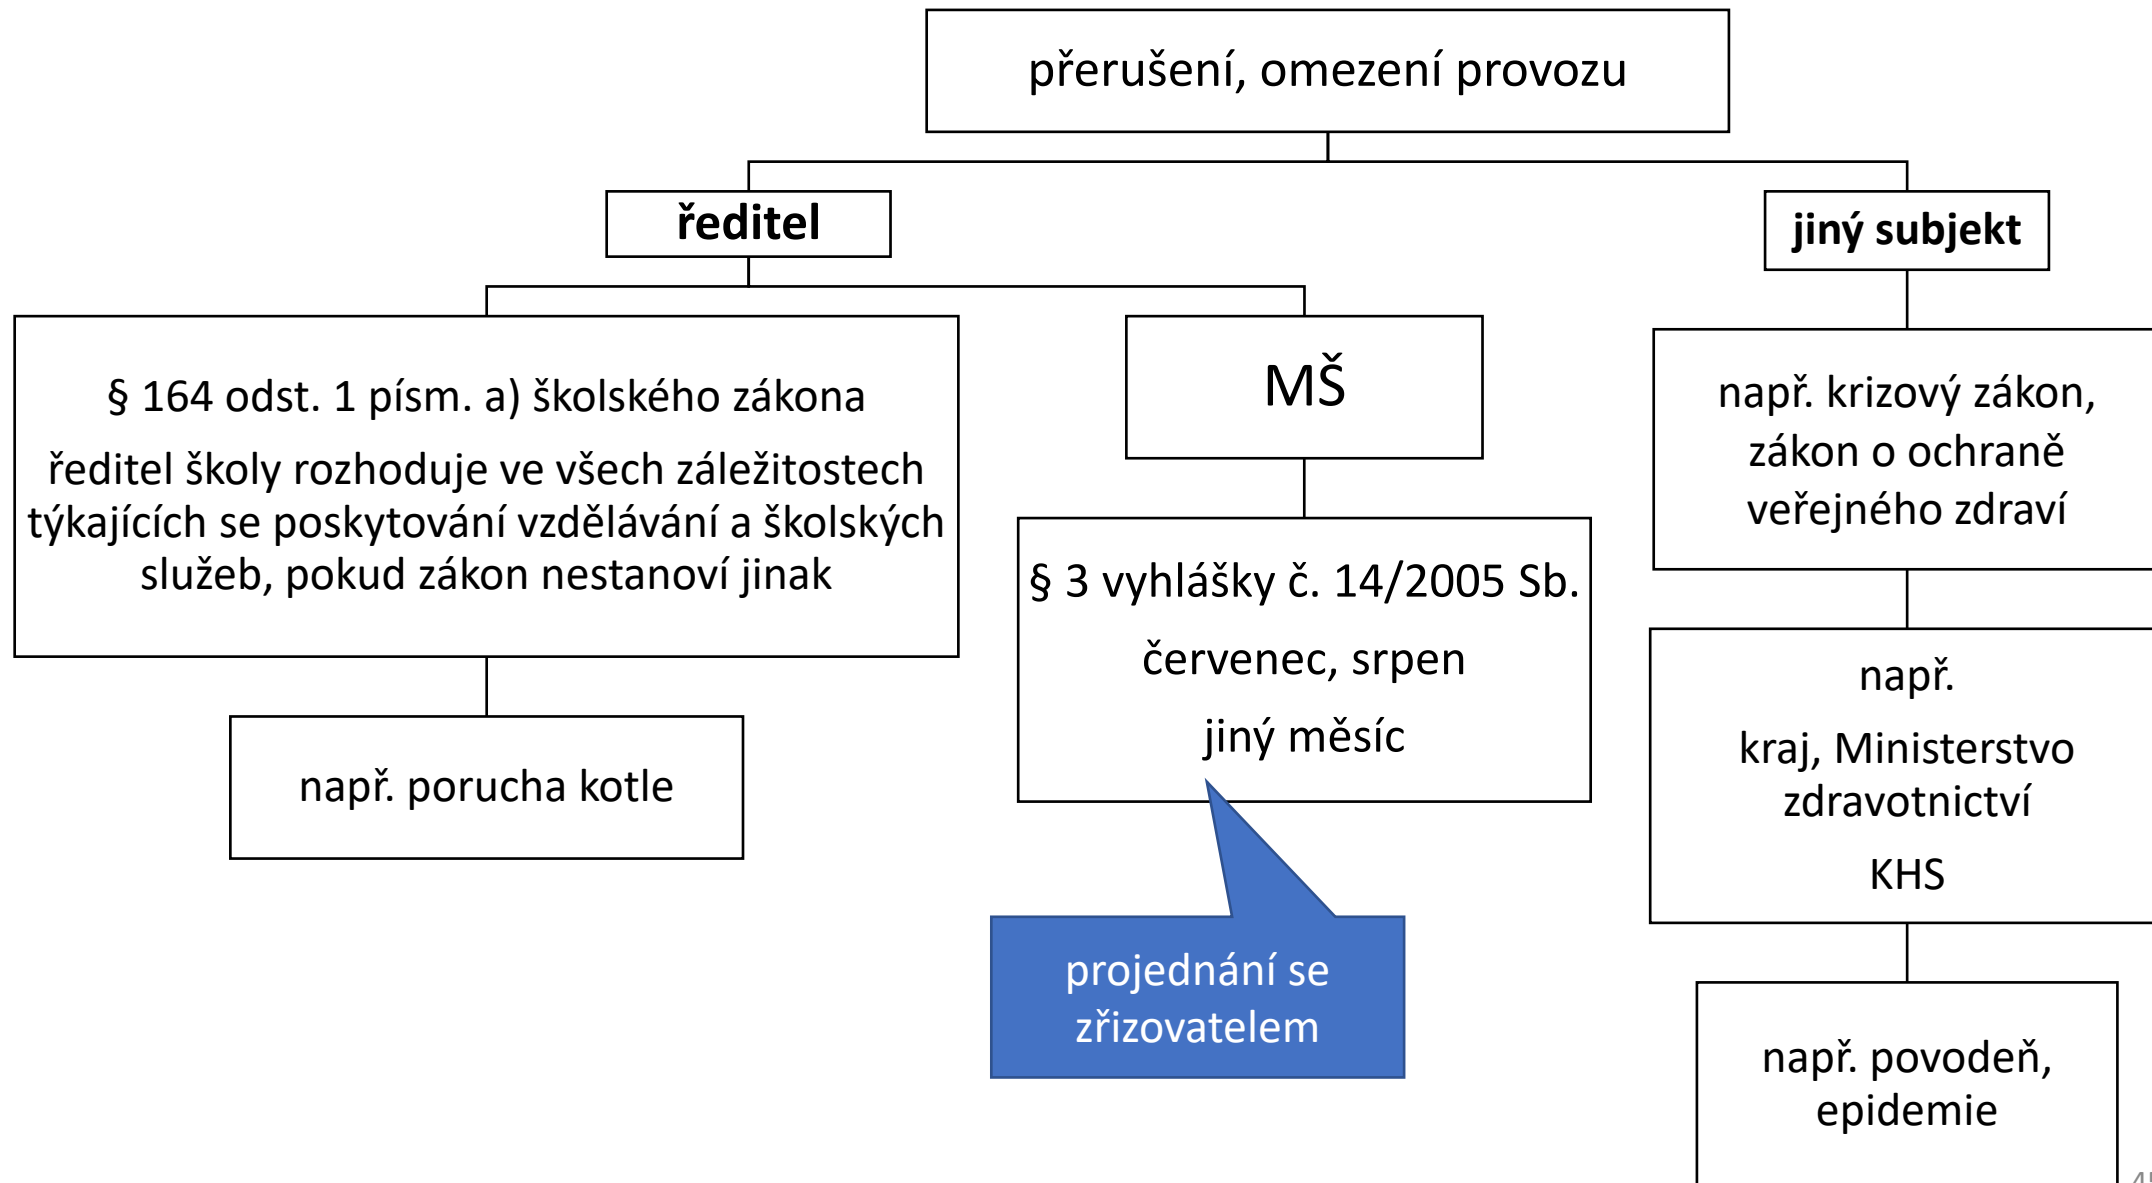 přerušení, omezení provozu
ředitel
§ 164 odst. 1 písm. a) školského zákona
ředitel školy rozhoduje ve všech záležitostech
týkajících se poskytování vzdělávání a školských
služeb, pokud zákon nestanoví jinak
např. porucha kotle
MŠ
§ 3 vyhlášky č. 14/2005 Sb.
červenec, srpen
jiný měsíc
projednání se
zřizovatelem
jiný subjekt
např. krizový zákon,
zákon o ochraně
veřejného zdraví
např.
kraj, Ministerstvo
zdravotnictví
KHS
např. povodeň,
epidemie